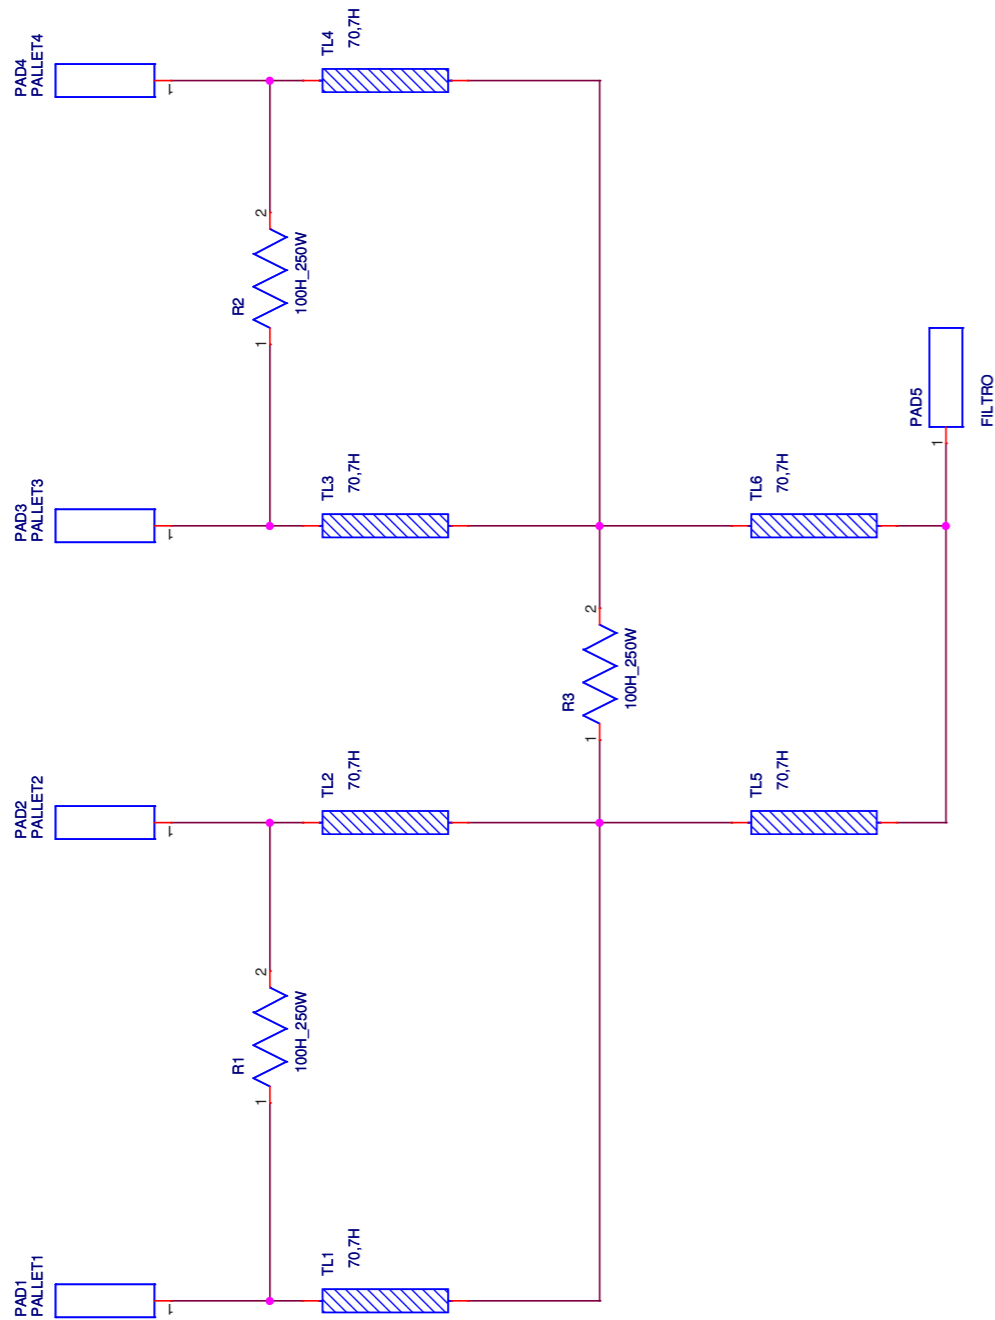 PAD4
PALLET4
1
TL4
70,7H
2
R2
100H_250W
1
PAD3
PALLET3
1
TL3
70,7H
TL6
70,7H
PAD5
1
FILTRO
2
R3
100H_250W
1
PAD2
PALLET2
1
TL2
70,7H
TL5
70,7H
2
R1
100H_250W
1
PAD1
PALLET1
1
TL1
70,7H